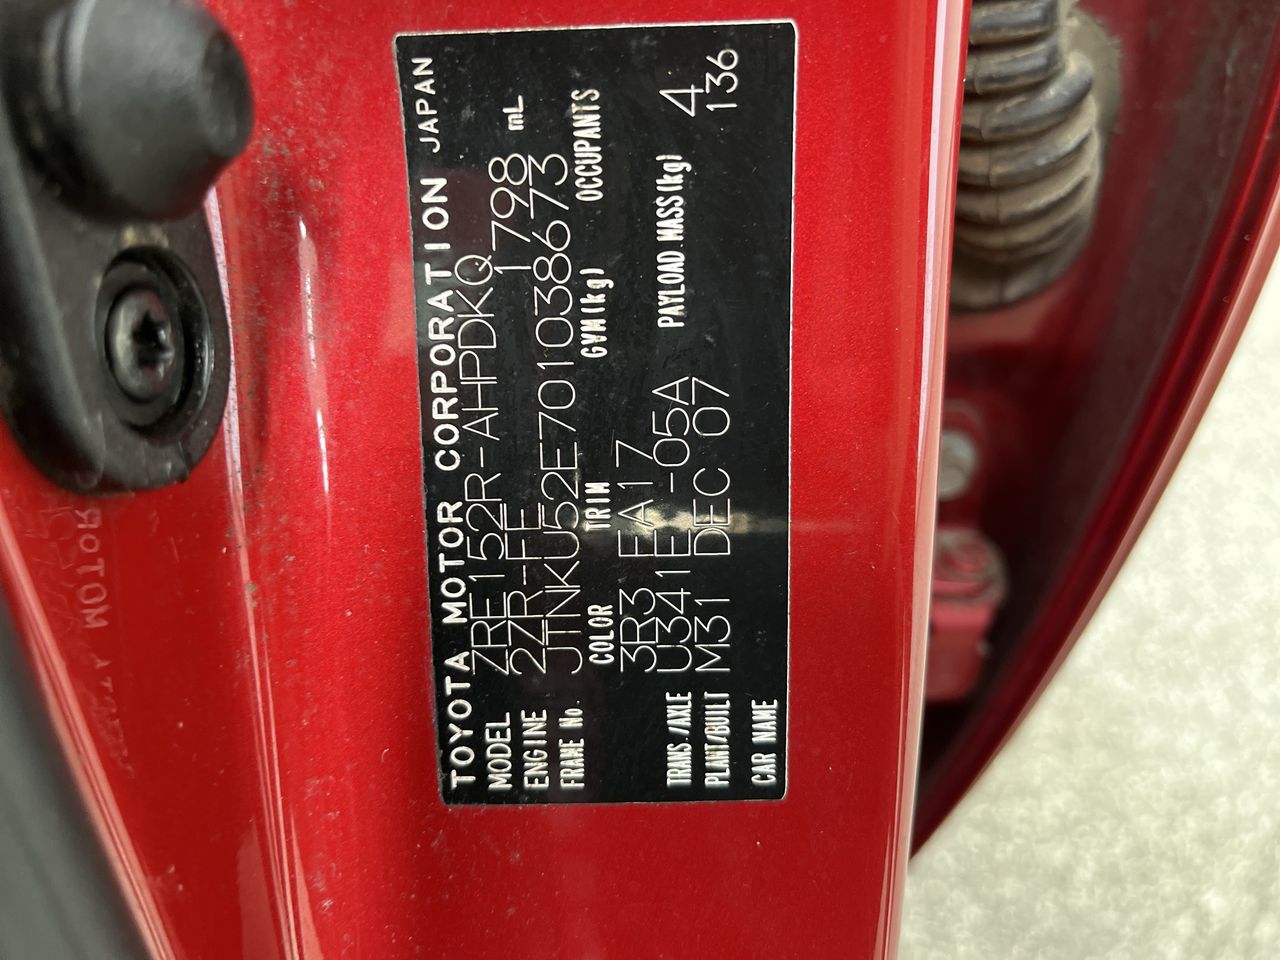 TOYOTA MOTOR CORPORATION JAPAN
MODEL ZRE152R-AHPDKQ
ENGINE 2ZR-FE 1798 mL
FRAME No. JTNKU52E701038673
COLOR TRIM GVM(kg) OCCUPANTS
3R3 FA17 4
TRANS./AXLE U341E -05A PAYLOAD MASS(kg) 136
PLANT/BUILT M31 DEC 07
CAR NAME